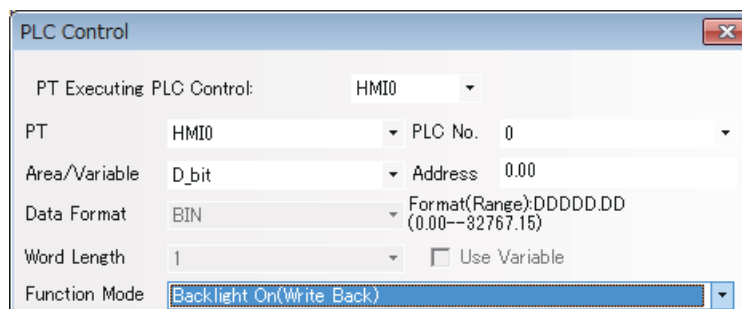 PLC Control
PT Executing PLC Control: HMI0
PT HMI0 PLC No. 0
Area/Variable D_bit Address 0.00
Data Format BIN Format(Range):DDDDD.DD
(0.00--32767.15)
Word Length 1 Use Variable
Function Mode Backlight On(Write Back)